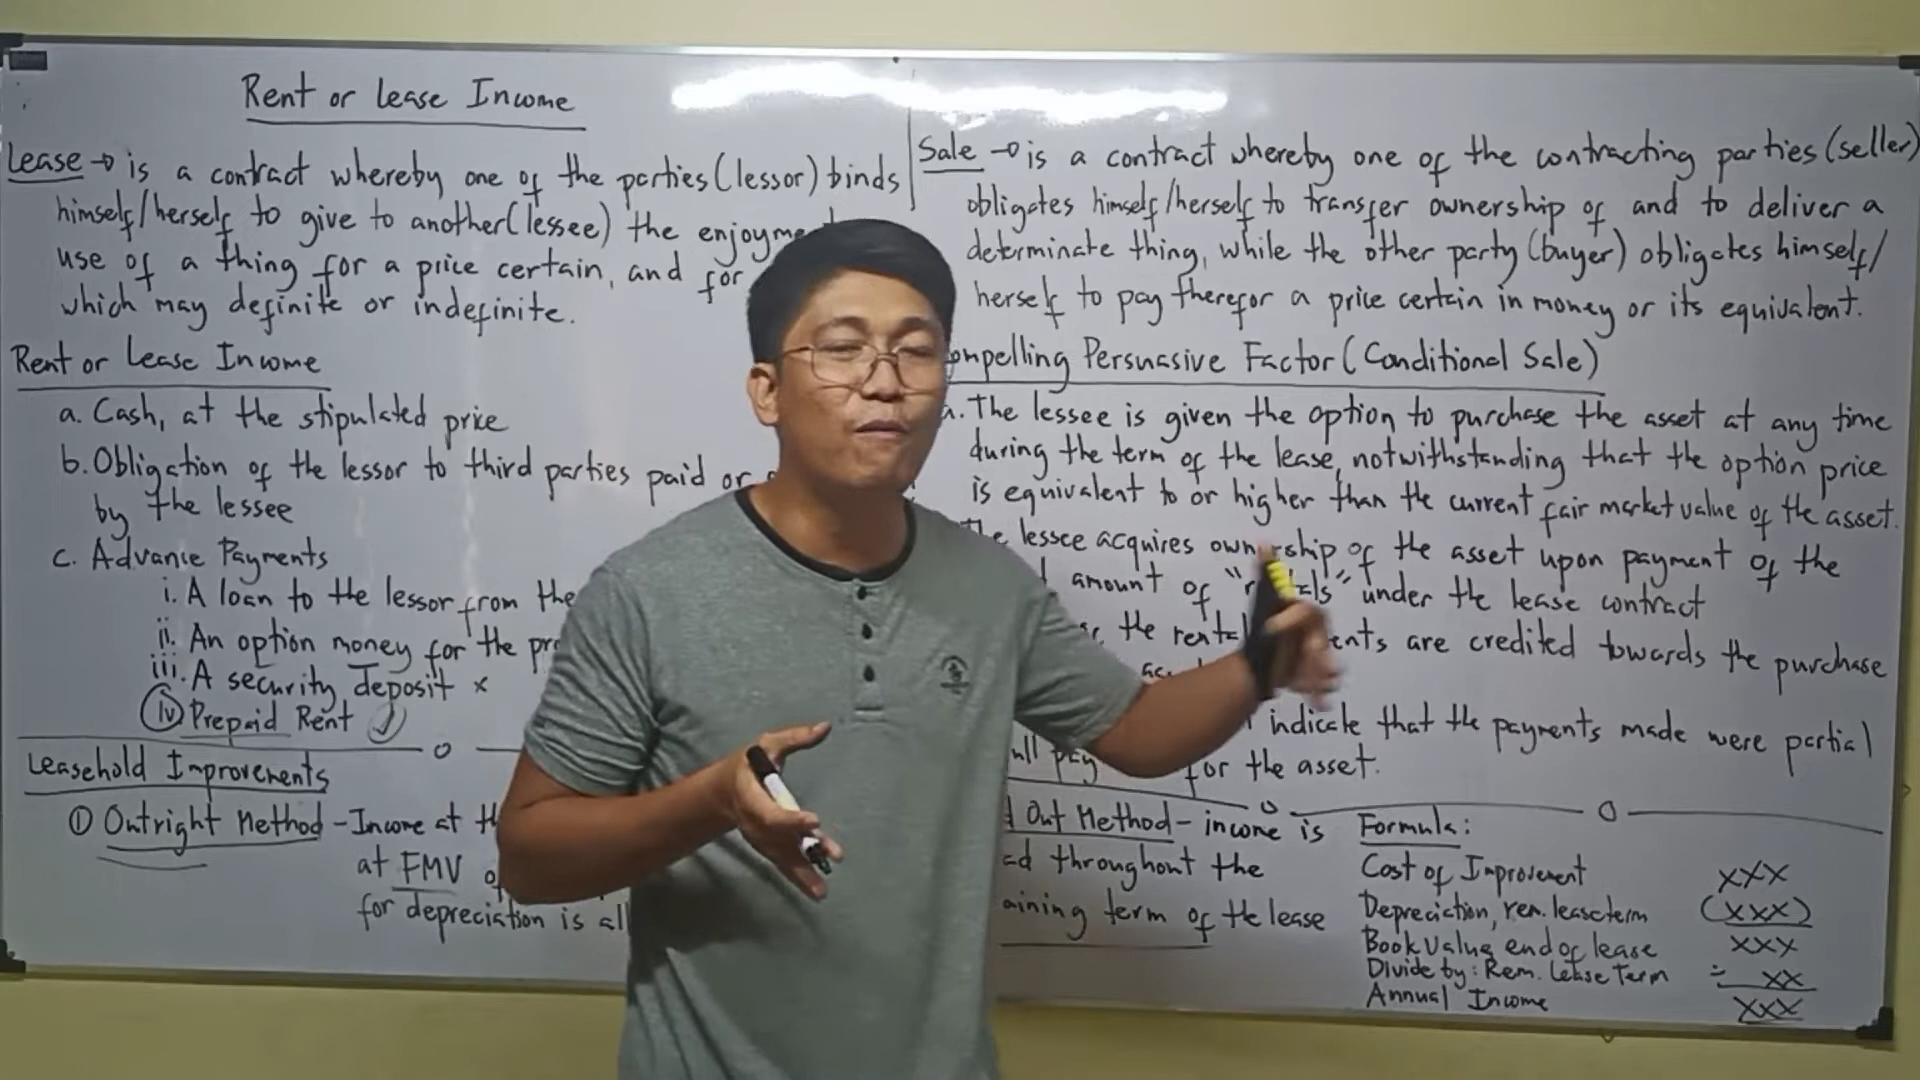 Rent or Lease Income
Lease → is a contract whereby one of the parties (lessor) binds
himself/herself to give to another (lessee) the
use of a thing for a price certain, and for
which may definite or indefinite.
Rent or Lease Income
a. Cash, at the stipulated price
b. Obligation of the lessor to third parties paid or
by the lessee
c. Advance Payments
i. A loan to the lessor from the
ii. An option money for the
iii. A security Deposit x
iv Prepaid Rent ✓
Leasehold Improvements
① Outright Method - Income at
at FMV
for depreciation is
Sale → is a contract whereby one of the contracting parties (seller)
obligates himself/herself to transfer ownership of and to deliver a
determinate thing, while the other party (buyer) obligates himself/
herself to pay therefor a price certain in money or its equivalent.
Persuasive Factor (Conditional Sale)
The lessee is given the option to purchase the asset at any time
during the term of the lease, notwithstanding that the option price
is equivalent to or higher than the current fair market value of the asset.
lessee acquires ownership of the asset upon payment of the
amount of " " under the lease contract
the are credited towards the purchase
indicate that the payments made were partial
for the asset.
Out Method - income is
throughout the
term of the lease
Formula:
Cost of Improvement xxx
Depreciation, rem. lease term (xxx)
Book Value, end of lease xxx
Divide by: Rem. Lease Term ÷ xx
Annual Income xxx